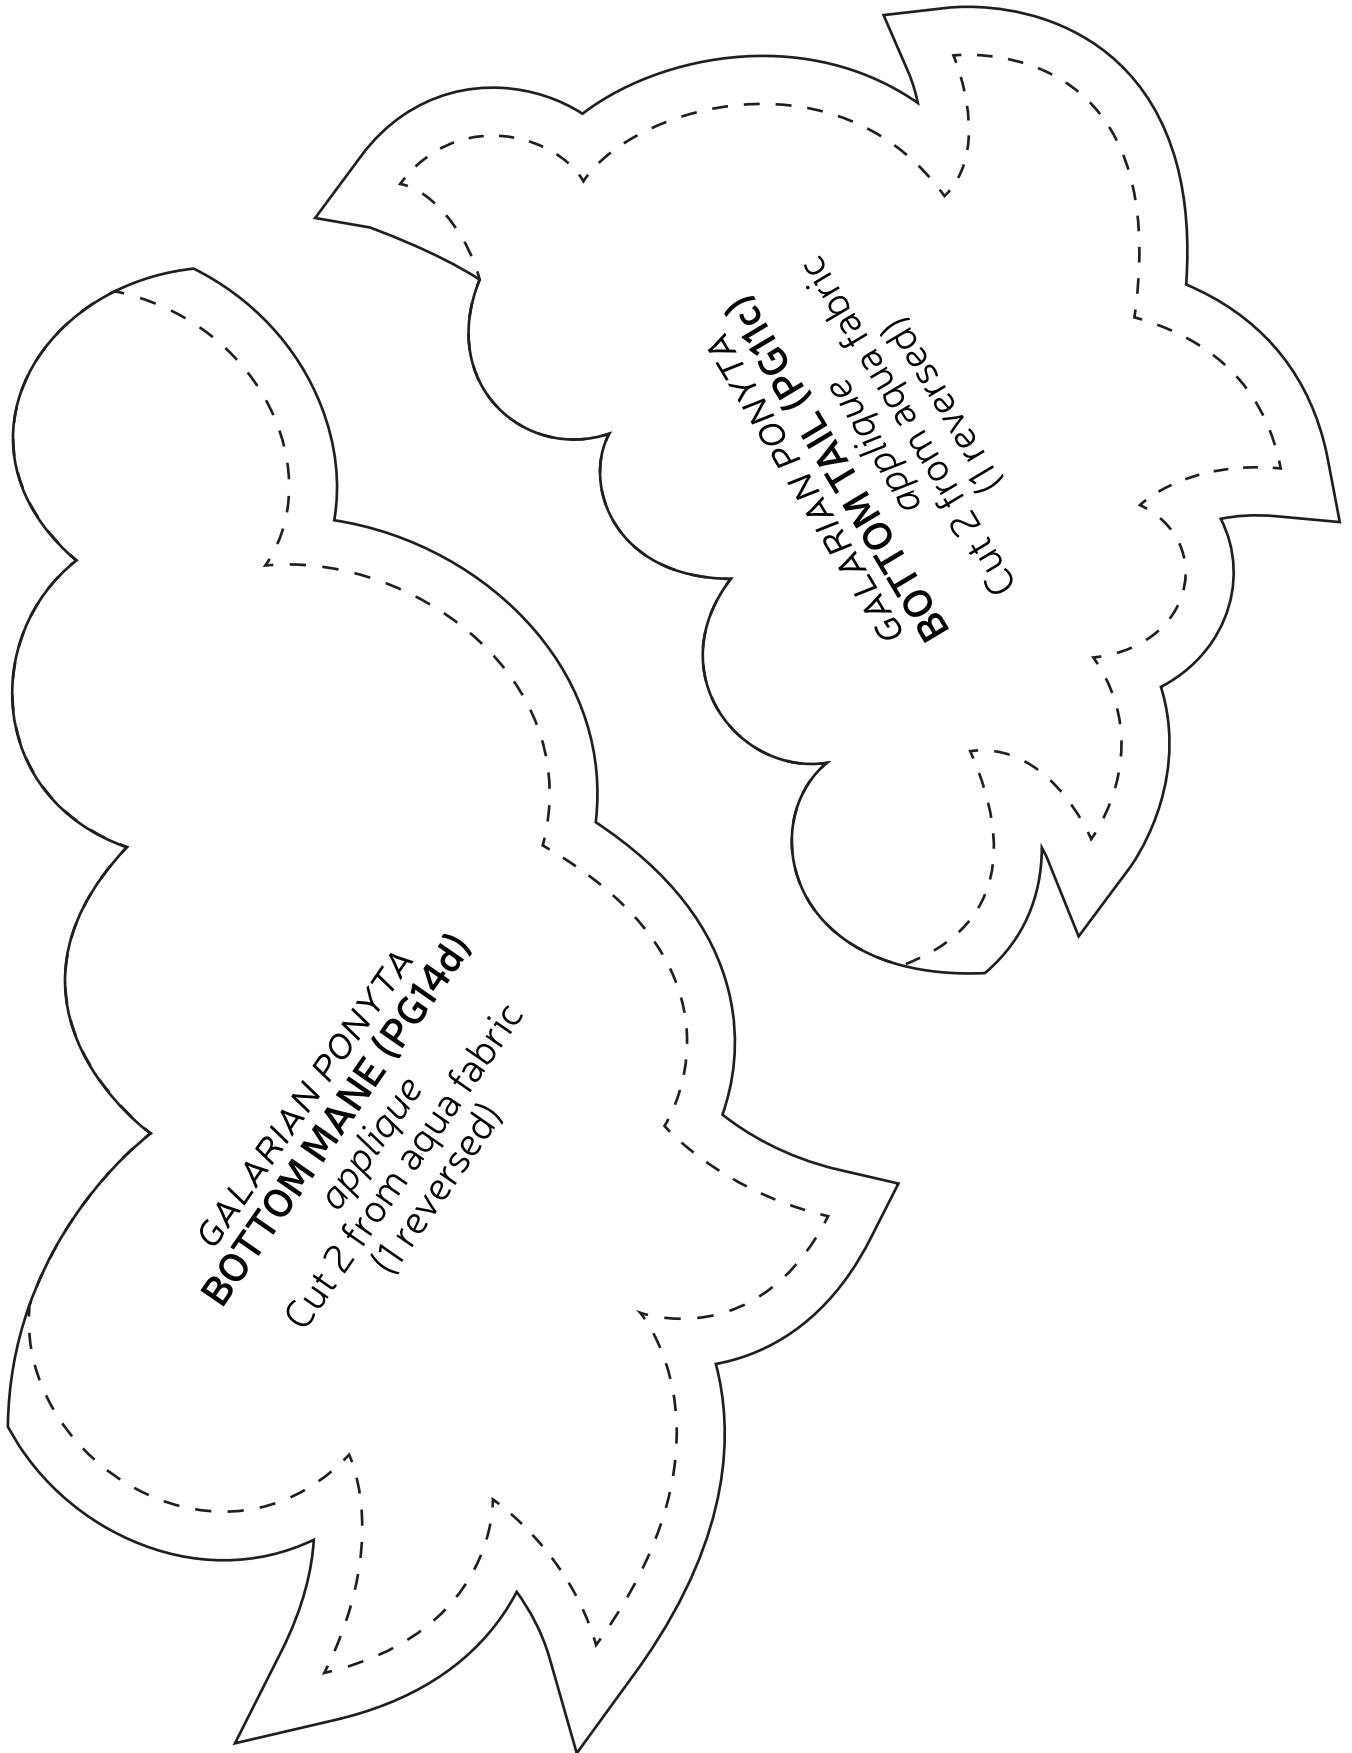 GALARIAN PONYTA
BOTTOM TAIL (PG11c)
applique
Cut 2 from aqua fabric
(1 reversed)
GALARIAN PONYTA
BOTTOM MANE (PG14d)
applique
Cut 2 from aqua fabric
(1 reversed)